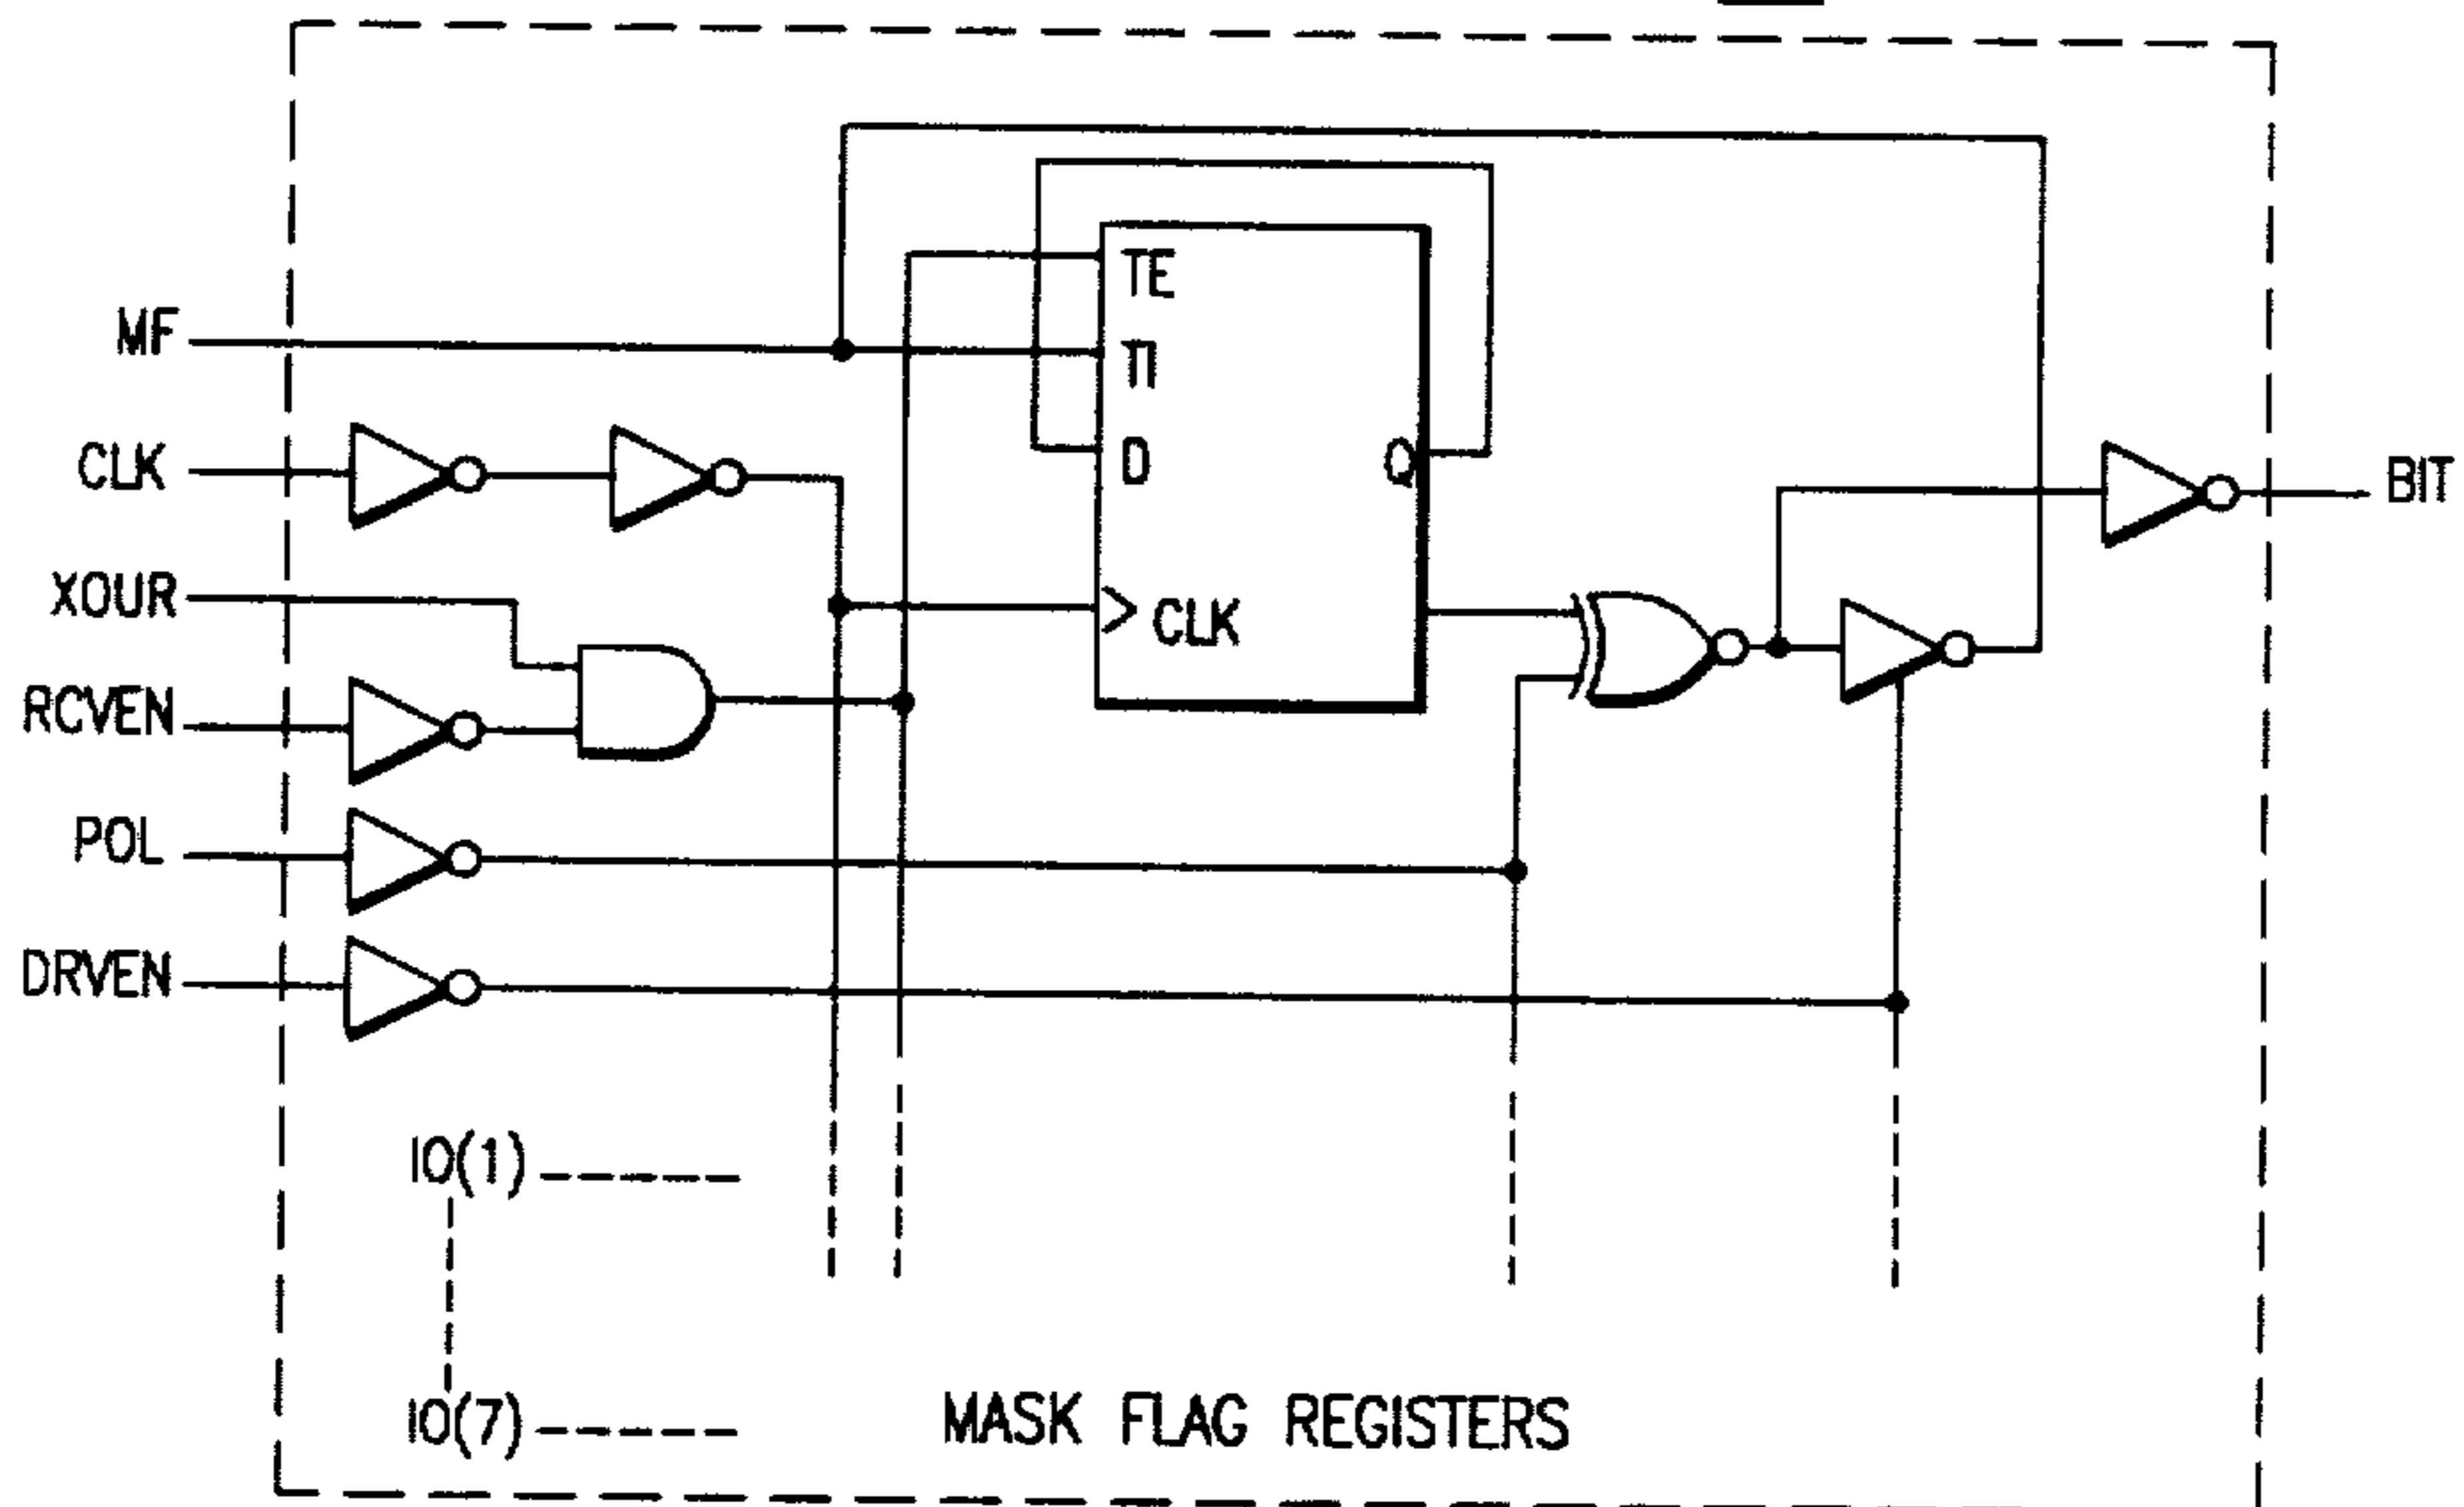 MF
CLK
XOUR
RCVEN
POL
DRVEN
TE
TI
D
Q
CLK
BIT
IO(1)
IO(7)
MASK FLAG REGISTERS